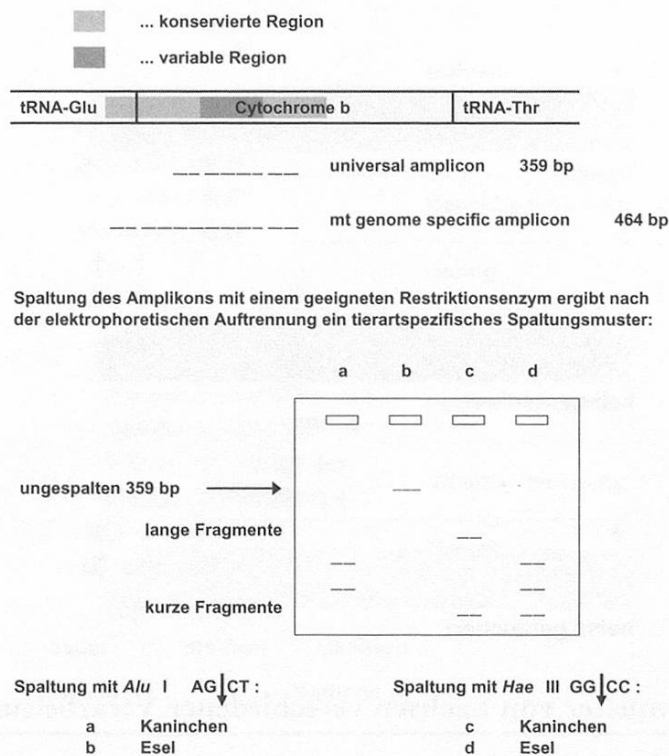 ... konservierte Region
... variable Region
tRNA-Glu Cytochrome b tRNA-Thr
universal amplicon 359 bp
mt genome specific amplicon 464 bp
Spaltung des Amplikons mit einem geeigneten Restriktionsenzym ergibt nach
der elektrophoretischen Auftrennung ein tierartspezifisches Spaltungsmuster:
a b c
ungespalten 359 bp
lange Fragmente
kurze Fragmente
Spaltung mit Alu I AG CT :
a Kaninchen
b Esel
Spaltung mit Hae III GG CC :
c Kaninchen
d Esel